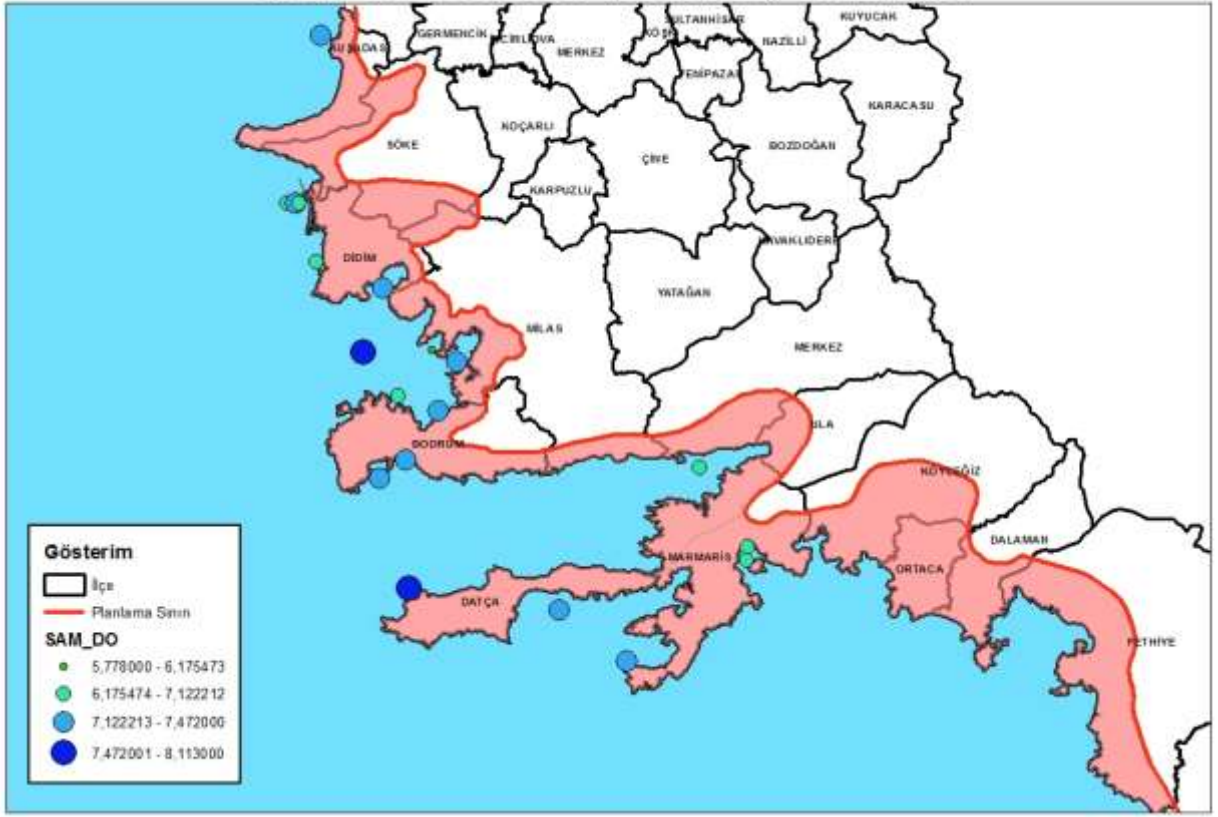 SULTANHİSAR
KUYUCAK
KUŞADASI
GERMENCİK
İNCİRLİOVA
KÖŞK
NAZİLLİ
MERKEZ
YENİPAZAR
KARACASU
KOÇARLI
SÖKE
BOZDOĞAN
ÇİNE
KARPUZLU
KAVAKLIDERE
DİDİM
YATAĞAN
MİLAS
MERKEZ
ULA
BODRUM
KÖYCEĞİZ
DALAMAN
MARMARİS
ORTACA
DATÇA
FETHİYE
Gösterim
İlçe
Planlama Sınırı
SAM_DO
5,778000 - 6,175473
6,175474 - 7,122212
7,122213 - 7,472000
7,472001 - 8,113000